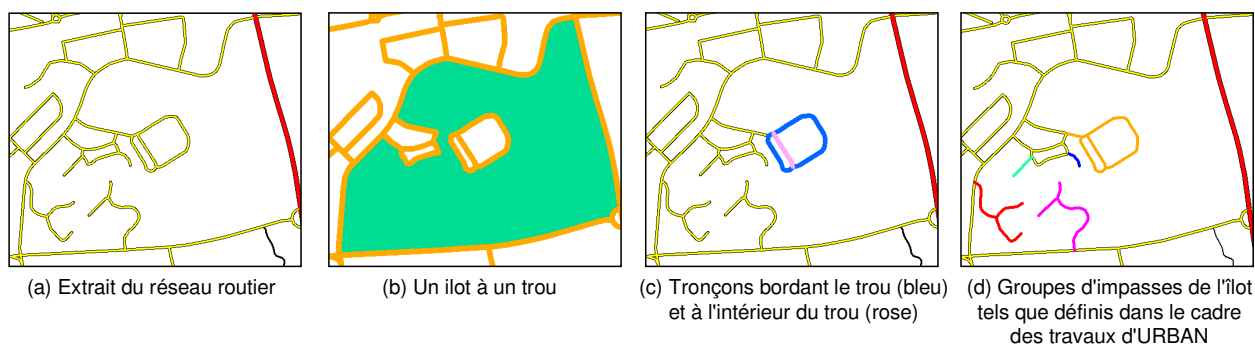 (a) Extrait du réseau routier
(b) Un ilot à un trou
(c) Tronçons bordant le trou (bleu)
et à l'intérieur du trou (rose)
(d) Groupes d'impasses de l'îlot
tels que définis dans le cadre
des travaux d'URBAN